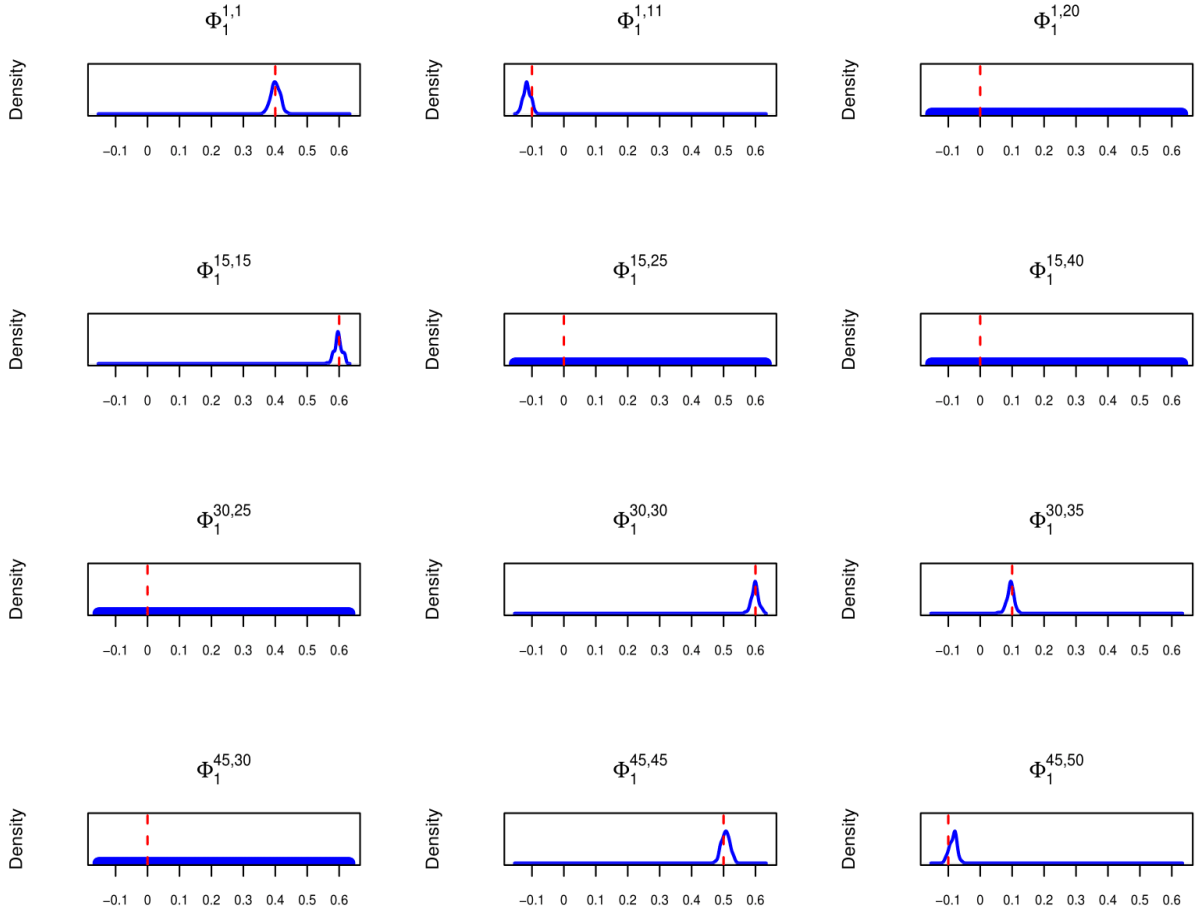 Φ₁^{1,1} Φ₁^{1,11} Φ₁^{1,20}
Density Density Density
−0.1 0 0.1 0.2 0.3 0.4 0.5 0.6 −0.1 0 0.1 0.2 0.3 0.4 0.5 0.6 −0.1 0 0.1 0.2 0.3 0.4 0.5 0.6
Φ₁^{15,15} Φ₁^{15,25} Φ₁^{15,40}
Density Density Density
−0.1 0 0.1 0.2 0.3 0.4 0.5 0.6 −0.1 0 0.1 0.2 0.3 0.4 0.5 0.6 −0.1 0 0.1 0.2 0.3 0.4 0.5 0.6
Φ₁^{30,25} Φ₁^{30,30} Φ₁^{30,35}
Density Density Density
−0.1 0 0.1 0.2 0.3 0.4 0.5 0.6 −0.1 0 0.1 0.2 0.3 0.4 0.5 0.6 −0.1 0 0.1 0.2 0.3 0.4 0.5 0.6
Φ₁^{45,30} Φ₁^{45,45} Φ₁^{45,50}
Density Density Density
−0.1 0 0.1 0.2 0.3 0.4 0.5 0.6 −0.1 0 0.1 0.2 0.3 0.4 0.5 0.6 −0.1 0 0.1 0.2 0.3 0.4 0.5 0.6